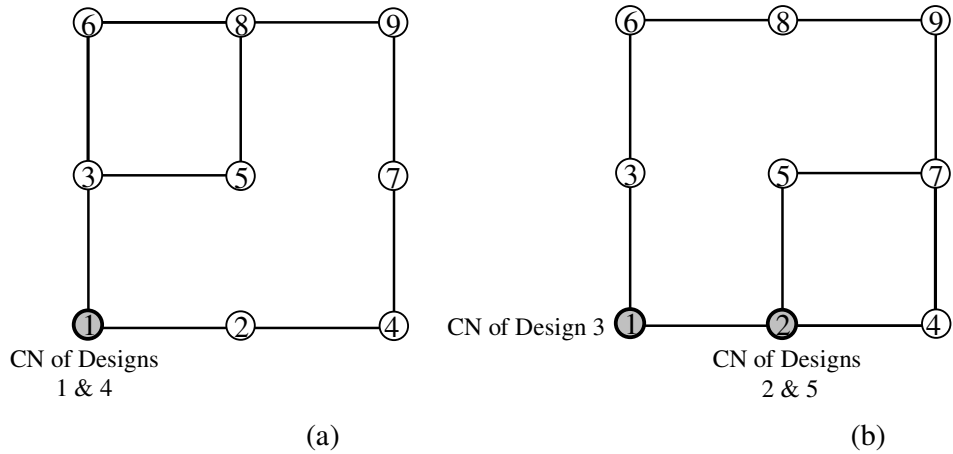 6 8 9
3 5 7
1 2 4
CN of Designs
1 & 4
(a)
6 8 9
3 5 7
CN of Design 3 1 2 4
CN of Designs
2 & 5
(b)